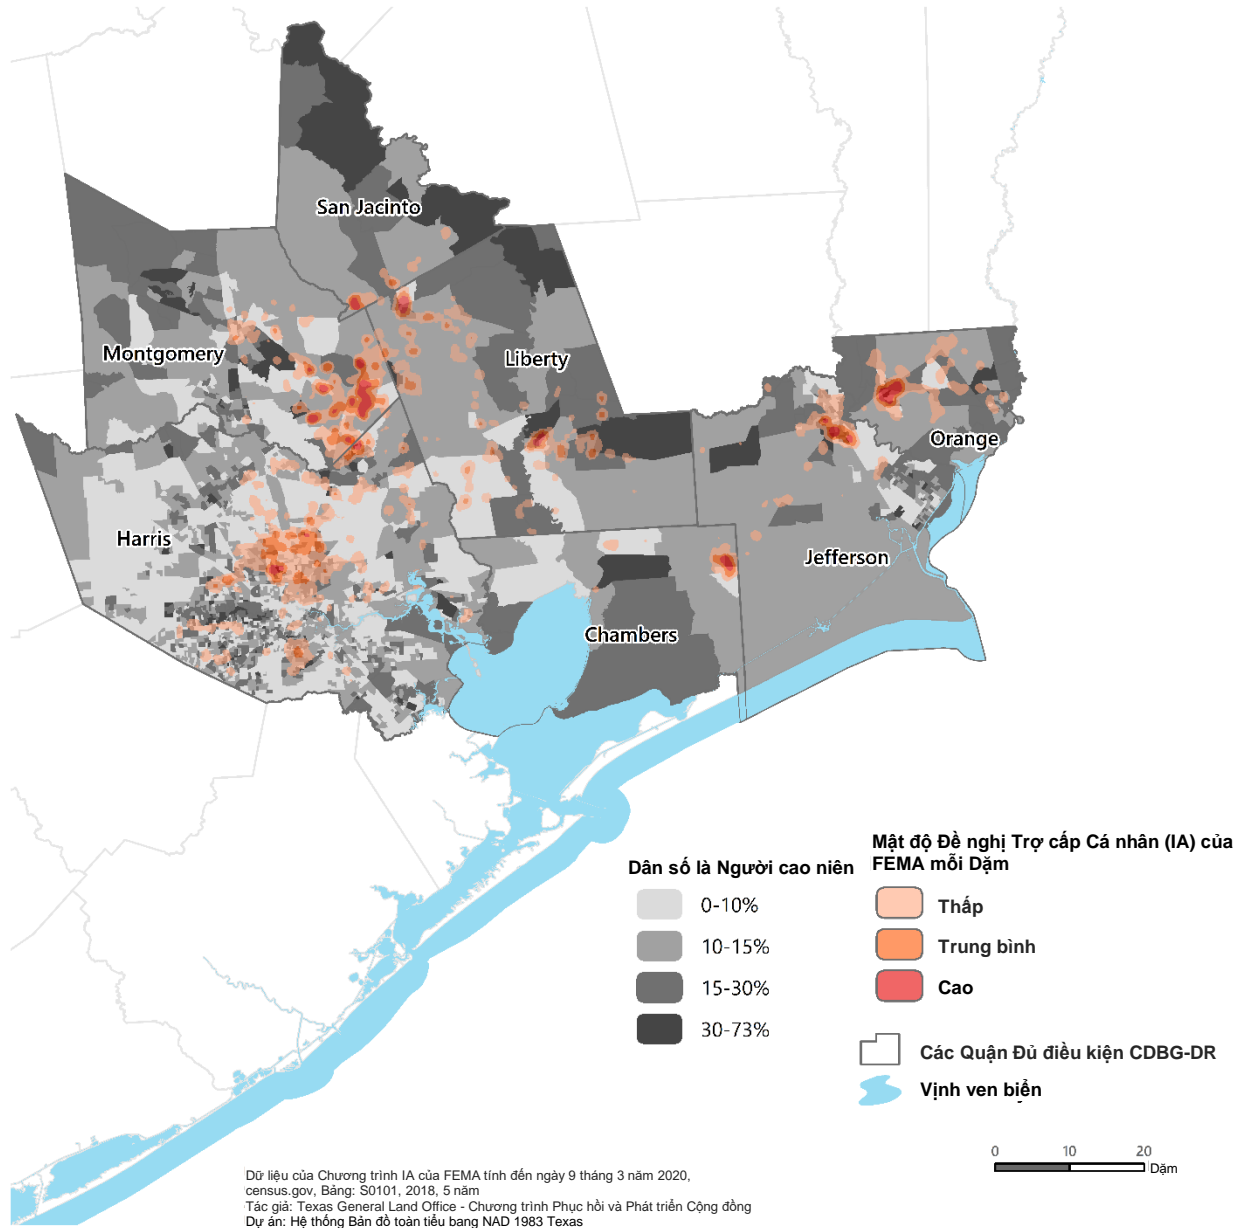 San Jacinto
Montgomery
Liberty
Orange
Harris
Jefferson
Chambers
Dân số là Người cao niên
0-10%
10-15%
15-30%
30-73%
Mật độ Đề nghị Trợ cấp Cá nhân (IA) của
FEMA mỗi Dặm
Thấp
Trung bình
Cao
Các Quận Đủ điều kiện CDBG-DR
Vịnh ven biển
0 10 20
Dặm
Dữ liệu của Chương trình IA của FEMA tính đến ngày 9 tháng 3 năm 2020,
census.gov, Bảng: S0101, 2018, 5 năm
Tác giả: Texas General Land Office - Chương trình Phục hồi và Phát triển Cộng đồng
Dự án: Hệ thống Bản đồ toàn tiểu bang NAD 1983 Texas